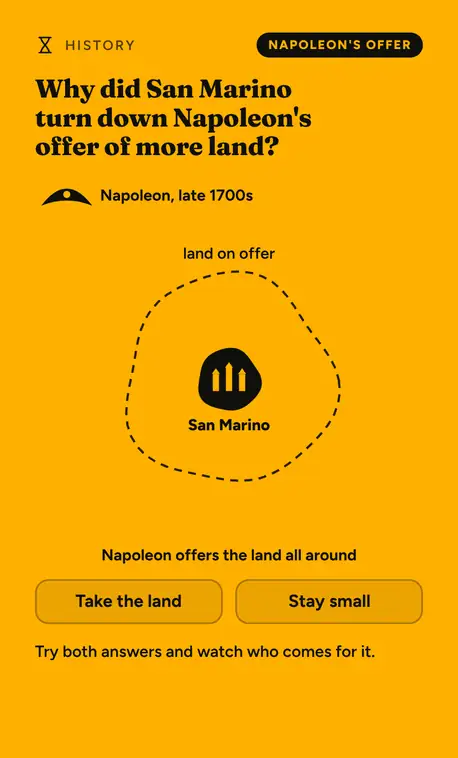 HISTORY
NAPOLEON'S OFFER
Why did San Marino
turn down Napoleon's
offer of more land?
Napoleon, late 1700s
land on offer
San Marino
Napoleon offers the land all around
Take the land
Stay small
Try both answers and watch who comes for it.